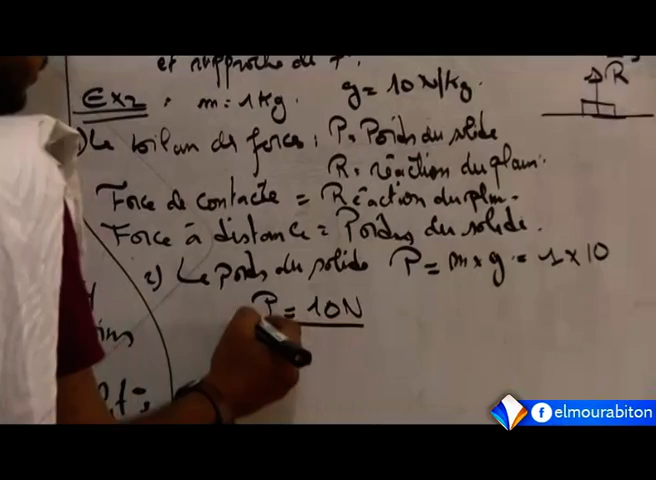 et rapproche de
Ex2 : m = 1kg. g = 10 N/kg.
R
1) Le bilan des forces : P = Poids du solide
R = réaction du plan.
Force de contacte = Réaction du plan.
Force à distance = Poids du solide.
2) Le poids du solide P = m x g = 1 x 10
P = 10N
elmourabiton